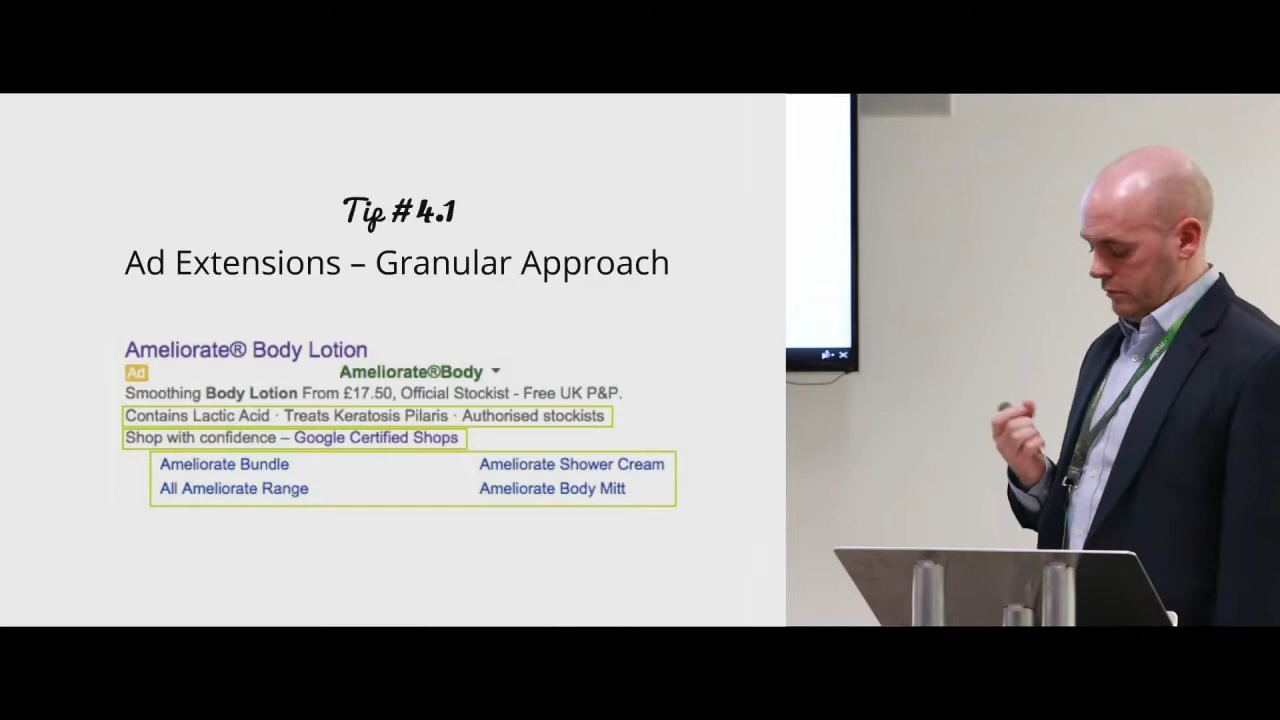 Tip #4.1
Ad Extensions – Granular Approach
Ameliorate® Body Lotion
Ad
Ameliorate®Body
Smoothing Body Lotion From £17.50, Official Stockist - Free UK P&P.
Contains Lactic Acid · Treats Keratosis Pilaris · Authorised stockists
Shop with confidence – Google Certified Shops
Ameliorate Bundle Ameliorate Shower Cream
All Ameliorate Range Ameliorate Body Mitt